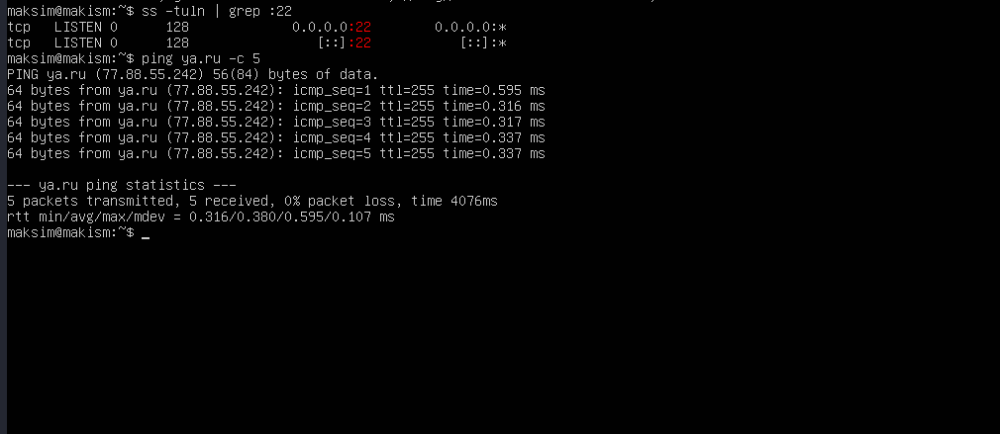 maksim@makism:~$ ss -tuln | grep :22
tcp LISTEN 0 128 0.0.0.0:22 0.0.0.0:*
tcp LISTEN 0 128 [::]:22 [::]:*
maksim@makism:~$ ping ya.ru -c 5
PING ya.ru (77.88.55.242) 56(84) bytes of data.
64 bytes from ya.ru (77.88.55.242): icmp_seq=1 ttl=255 time=0.595 ms
64 bytes from ya.ru (77.88.55.242): icmp_seq=2 ttl=255 time=0.316 ms
64 bytes from ya.ru (77.88.55.242): icmp_seq=3 ttl=255 time=0.317 ms
64 bytes from ya.ru (77.88.55.242): icmp_seq=4 ttl=255 time=0.337 ms
64 bytes from ya.ru (77.88.55.242): icmp_seq=5 ttl=255 time=0.337 ms
--- ya.ru ping statistics ---
5 packets transmitted, 5 received, 0% packet loss, time 4076ms
rtt min/avg/max/mdev = 0.316/0.380/0.595/0.107 ms
maksim@makism:~$ _